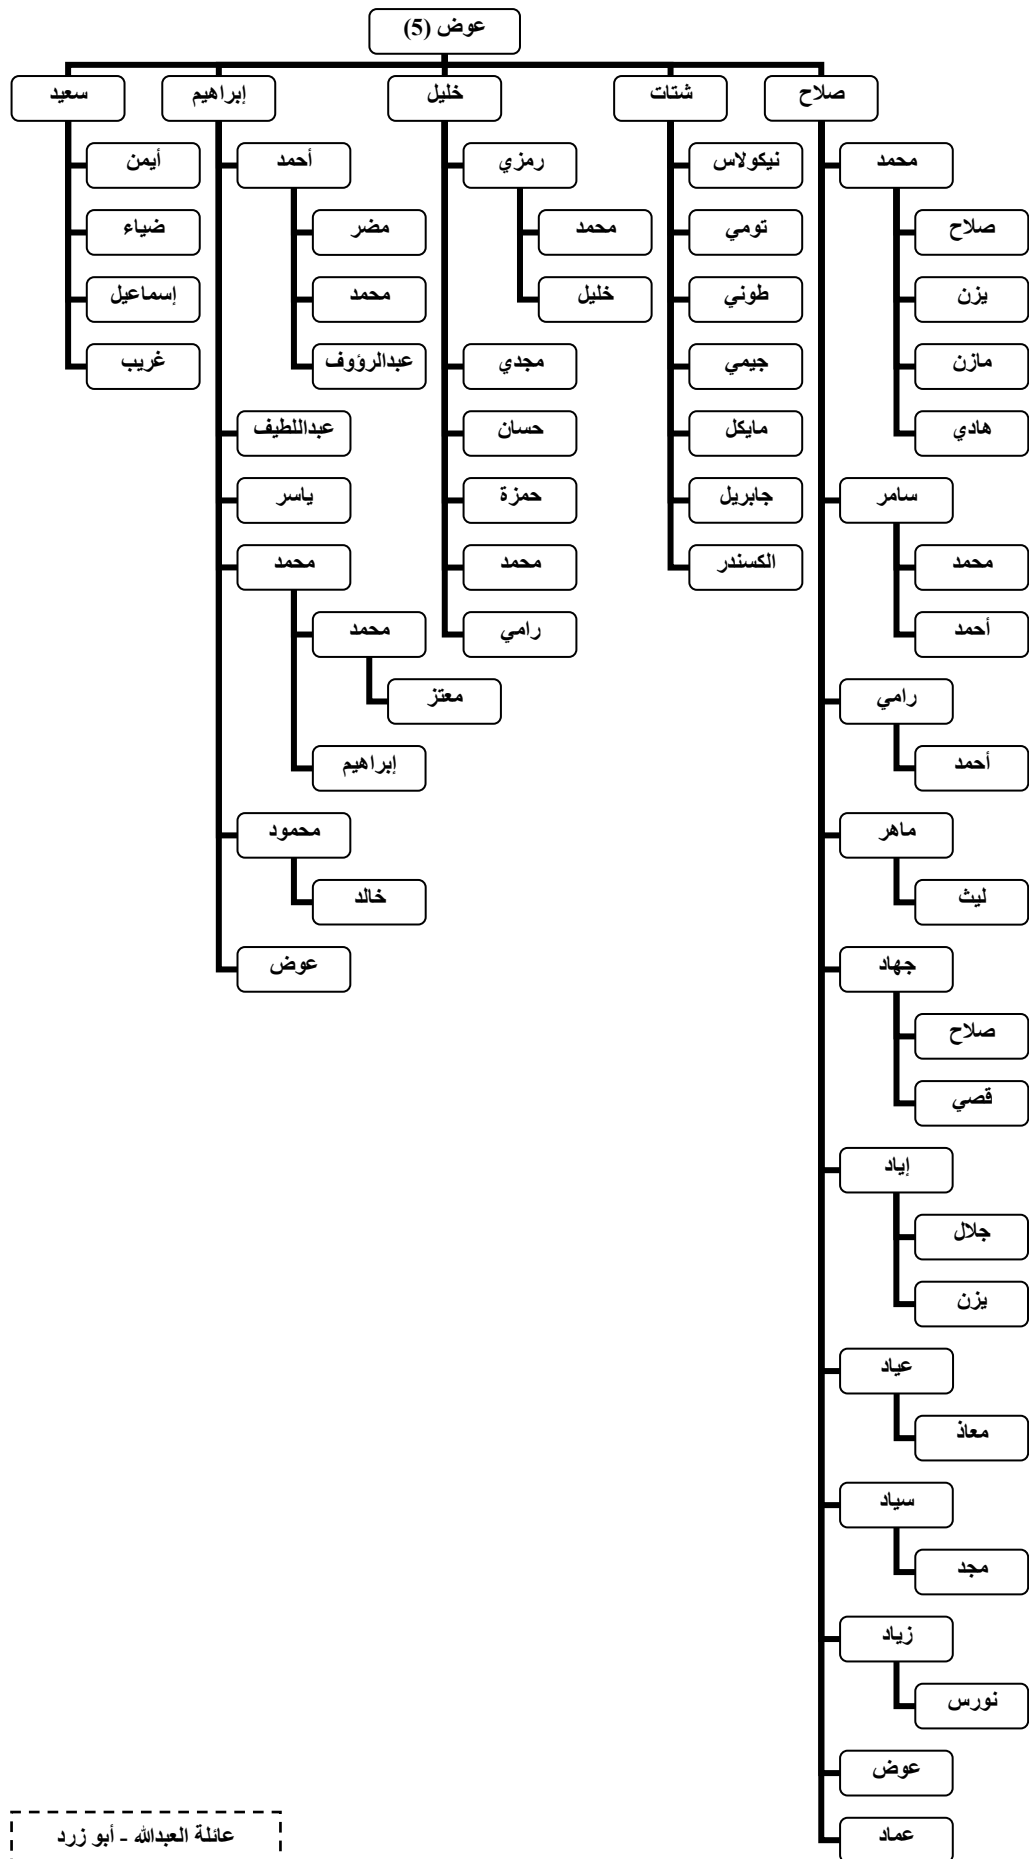 عوض (5)
صلاح
شتات
خليل
إبراهيم
سعيد
محمد
صلاح
يزن
مازن
هادي
سامر
محمد
أحمد
رامي
أحمد
ماهر
ليث
جهاد
صلاح
قصي
إياد
جلال
يزن
عياد
معاذ
سياد
مجد
زياد
نورس
عوض
عماد
نيكولاس
تومي
طوني
جيمي
مايكل
جابريل
الكسندر
رمزي
محمد
خليل
مجدي
حسان
حمزة
محمد
رامي
أحمد
مضر
محمد
عبدالرؤوف
عبداللطيف
ياسر
محمد
محمد
معتز
إبراهيم
محمود
خالد
عوض
أيمن
ضياء
إسماعيل
غريب
عائلة العبدالله - أبو زرد